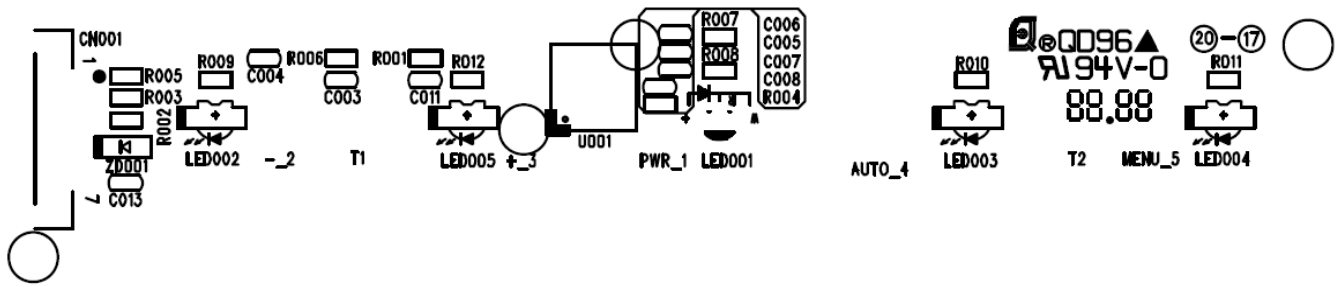 CN001
1
R005
R003
R002
ZD001
C013
7
R009
LED002
C004
-_2
R006
C003
T1
R001
C011
R012
LED005
+_3
U001
R007
R008
C006
C005
C007
C008
R004
PWR_1
LED001
AUTO_4
R010
LED003
®QD96▲
94V-0
88.88
T2
MENU_5
20-17
R011
LED004